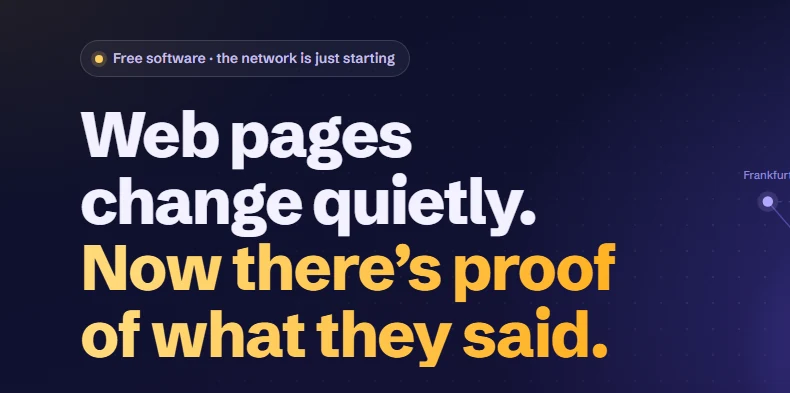 Free software · the network is just starting
Web pages
change quietly.
Now there’s proof
of what they said.
Frankfurt